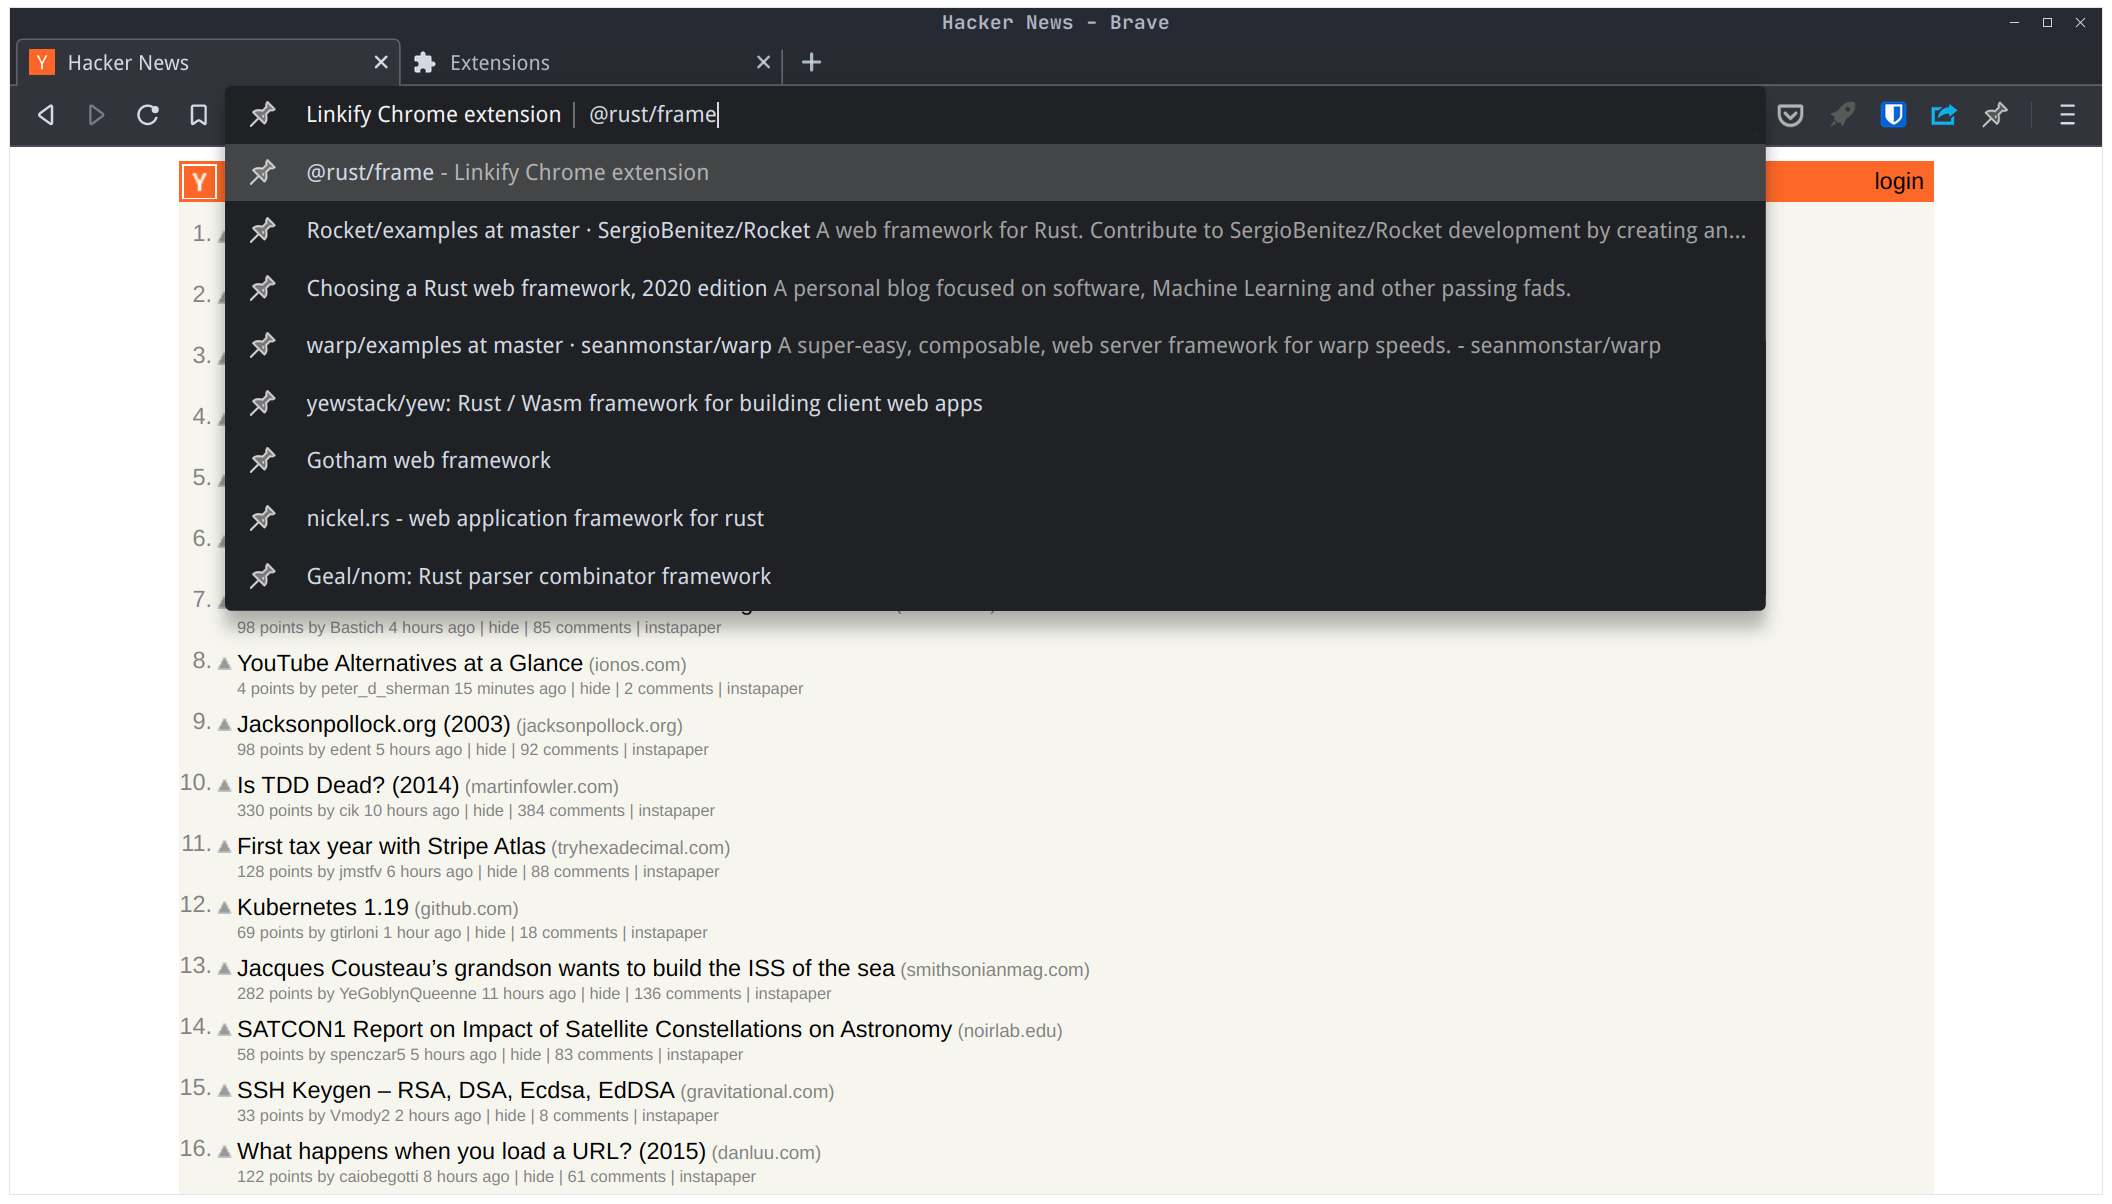 Hacker News - Brave
Y Hacker News
Extensions
Linkify Chrome extension | @rust/frame
@rust/frame - Linkify Chrome extension
Rocket/examples at master · SergioBenitez/Rocket A web framework for Rust. Contribute to SergioBenitez/Rocket development by creating an...
Choosing a Rust web framework, 2020 edition A personal blog focused on software, Machine Learning and other passing fads.
warp/examples at master · seanmonstar/warp A super-easy, composable, web server framework for warp speeds. - seanmonstar/warp
yewstack/yew: Rust / Wasm framework for building client web apps
Gotham web framework
nickel.rs - web application framework for rust
Geal/nom: Rust parser combinator framework
Y
login
1.
2.
3.
4.
5.
6.
7.
98 points by Bastich 4 hours ago | hide | 85 comments | instapaper
8. YouTube Alternatives at a Glance (ionos.com)
4 points by peter_d_sherman 15 minutes ago | hide | 2 comments | instapaper
9. Jacksonpollock.org (2003) (jacksonpollock.org)
98 points by edent 5 hours ago | hide | 92 comments | instapaper
10. Is TDD Dead? (2014) (martinfowler.com)
330 points by cik 10 hours ago | hide | 384 comments | instapaper
11. First tax year with Stripe Atlas (tryhexadecimal.com)
128 points by jmstfv 6 hours ago | hide | 88 comments | instapaper
12. Kubernetes 1.19 (github.com)
69 points by gtirloni 1 hour ago | hide | 18 comments | instapaper
13. Jacques Cousteau’s grandson wants to build the ISS of the sea (smithsonianmag.com)
282 points by YeGoblynQueenne 11 hours ago | hide | 136 comments | instapaper
14. SATCON1 Report on Impact of Satellite Constellations on Astronomy (noirlab.edu)
58 points by spenczar5 5 hours ago | hide | 83 comments | instapaper
15. SSH Keygen – RSA, DSA, Ecdsa, EdDSA (gravitational.com)
33 points by Vmody2 2 hours ago | hide | 8 comments | instapaper
16. What happens when you load a URL? (2015) (danluu.com)
122 points by caiobegotti 8 hours ago | hide | 61 comments | instapaper